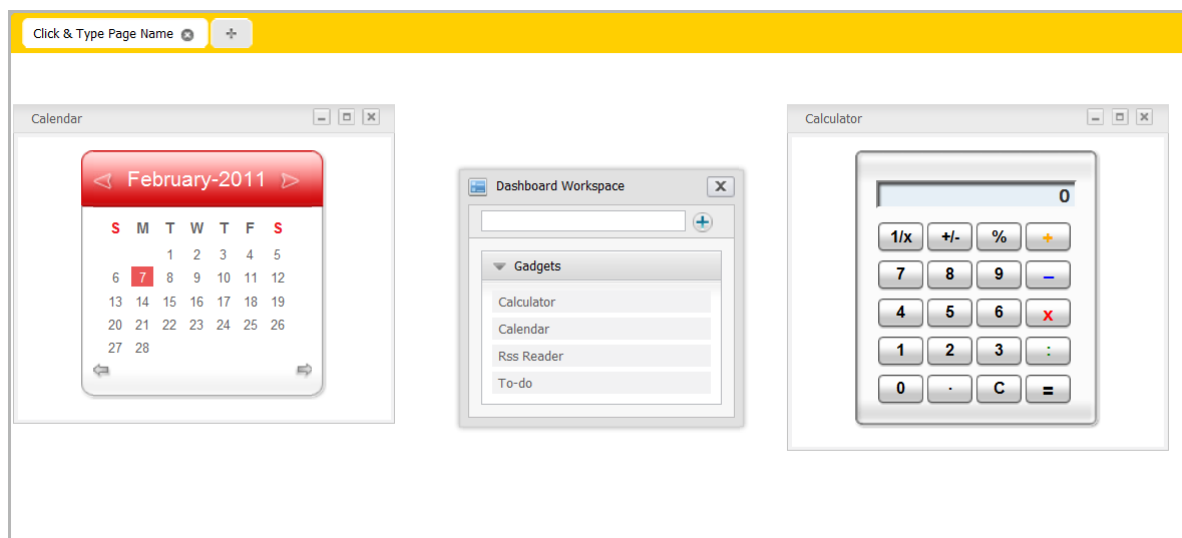 Click & Type Page Name
Calendar
February-2011
S M T W T F S
1 2 3 4 5
6 7 8 9 10 11 12
13 14 15 16 17 18 19
20 21 22 23 24 25 26
27 28
Dashboard Workspace
Gadgets
Calculator
Calendar
Rss Reader
To-do
Calculator
0
1/x +/- % +
7 8 9 –
4 5 6 x
1 2 3 :
0 . C =